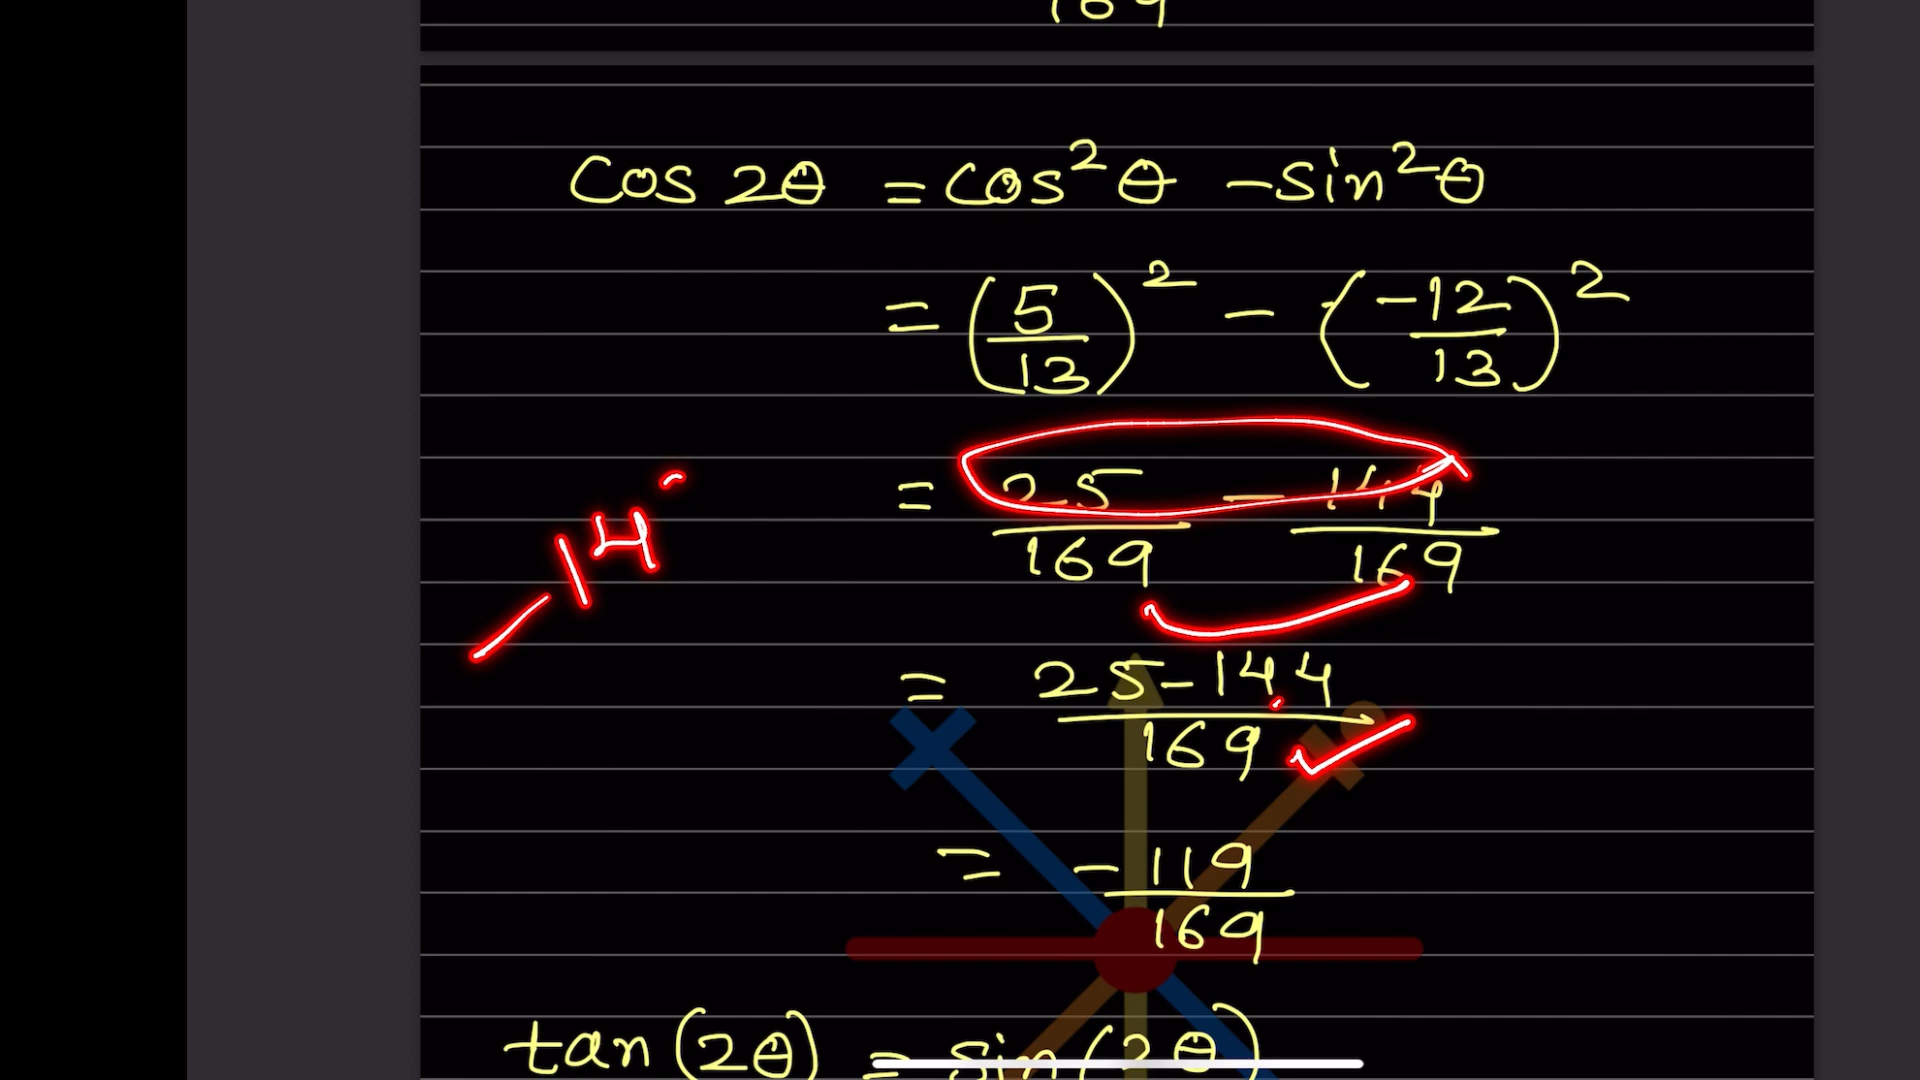 169
cos 2θ = cos²θ - sin²θ
= (5/13)² - (-12/13)²
= 25/169 - 144/169
-14
= 25-144/169
= -119/169
tan(2θ) = sin(2θ)